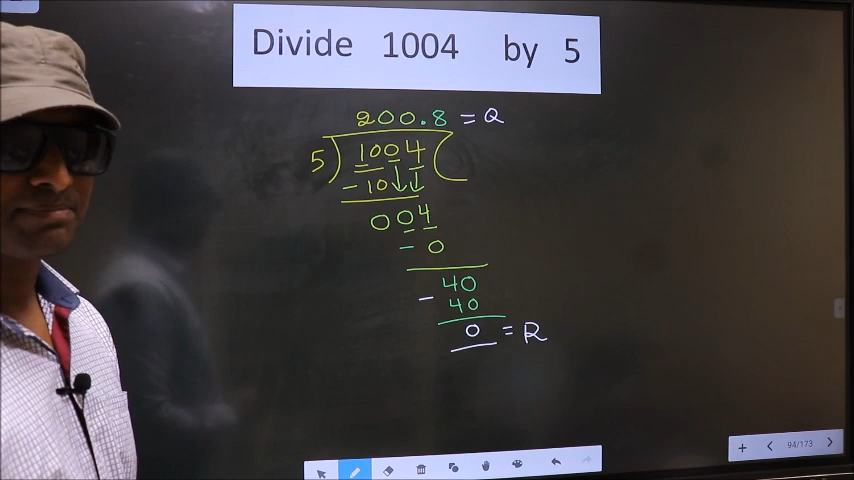 Divide 1004 by 5
200.8 = Q
5 ) 1004 (
- 10
004
- 0
40
- 40
0 = R
94/173